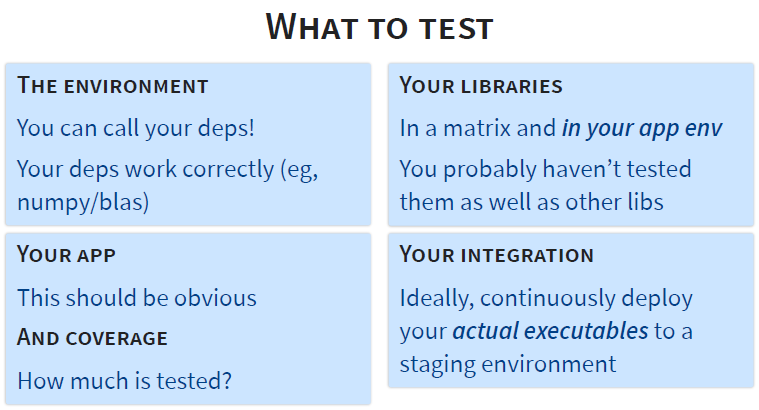 What to test
The environment
You can call your deps!
Your deps work correctly (eg,
numpy/blas)
Your libraries
In a matrix and in your app env
You probably haven’t tested
them as well as other libs
Your app
This should be obvious
And coverage
How much is tested?
Your integration
Ideally, continuously deploy
your actual executables to a
staging environment